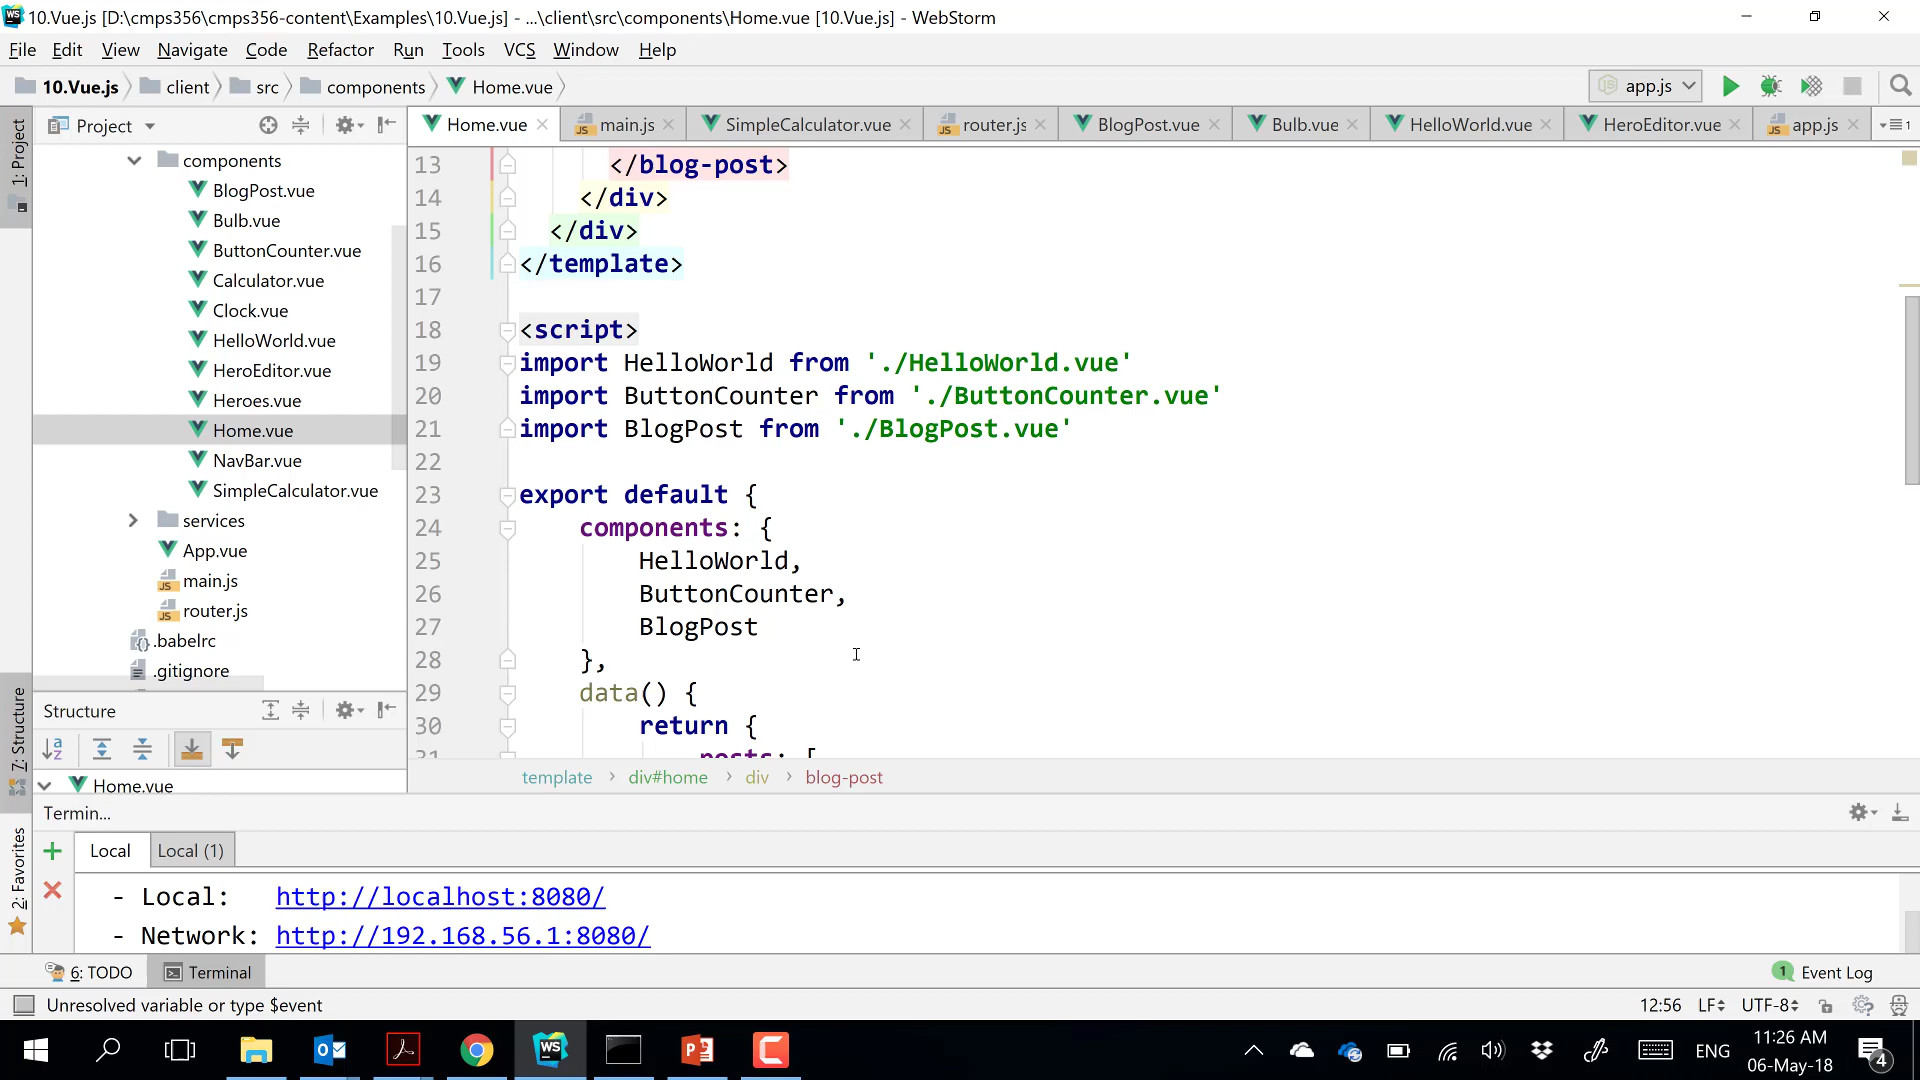 10.Vue.js [D:\cmps356\cmps356-content\Examples\10.Vue.js] - ...\client\src\components\Home.vue [10.Vue.js] - WebStorm
File Edit View Navigate Code Refactor Run Tools VCS Window Help
10.Vue.js client src components Home.vue app.js
1: Project
Project
Home.vue main.js SimpleCalculator.vue router.js BlogPost.vue Bulb.vue HelloWorld.vue HeroEditor.vue app.js 1
components
BlogPost.vue
Bulb.vue
ButtonCounter.vue
Calculator.vue
Clock.vue
HelloWorld.vue
HeroEditor.vue
Heroes.vue
Home.vue
NavBar.vue
SimpleCalculator.vue
services
App.vue
main.js
router.js
.babelrc
.gitignore
13 </blog-post>
14 </div>
15 </div>
16 </template>
17
18 <script>
19 import HelloWorld from './HelloWorld.vue'
20 import ButtonCounter from './ButtonCounter.vue'
21 import BlogPost from './BlogPost.vue'
22
23 export default {
24 components: {
25 HelloWorld,
26 ButtonCounter,
27 BlogPost
28 },
29 data() {
30 return {
31 posts: [
template div#home div blog-post
7: Structure
Structure
Home.vue
2: Favorites
Termin...
Local Local (1)
- Local: http://localhost:8080/
- Network: http://192.168.56.1:8080/
6: TODO Terminal 1 Event Log
Unresolved variable or type $event 12:56 LF UTF-8
ENG 11:26 AM
06-May-18 4